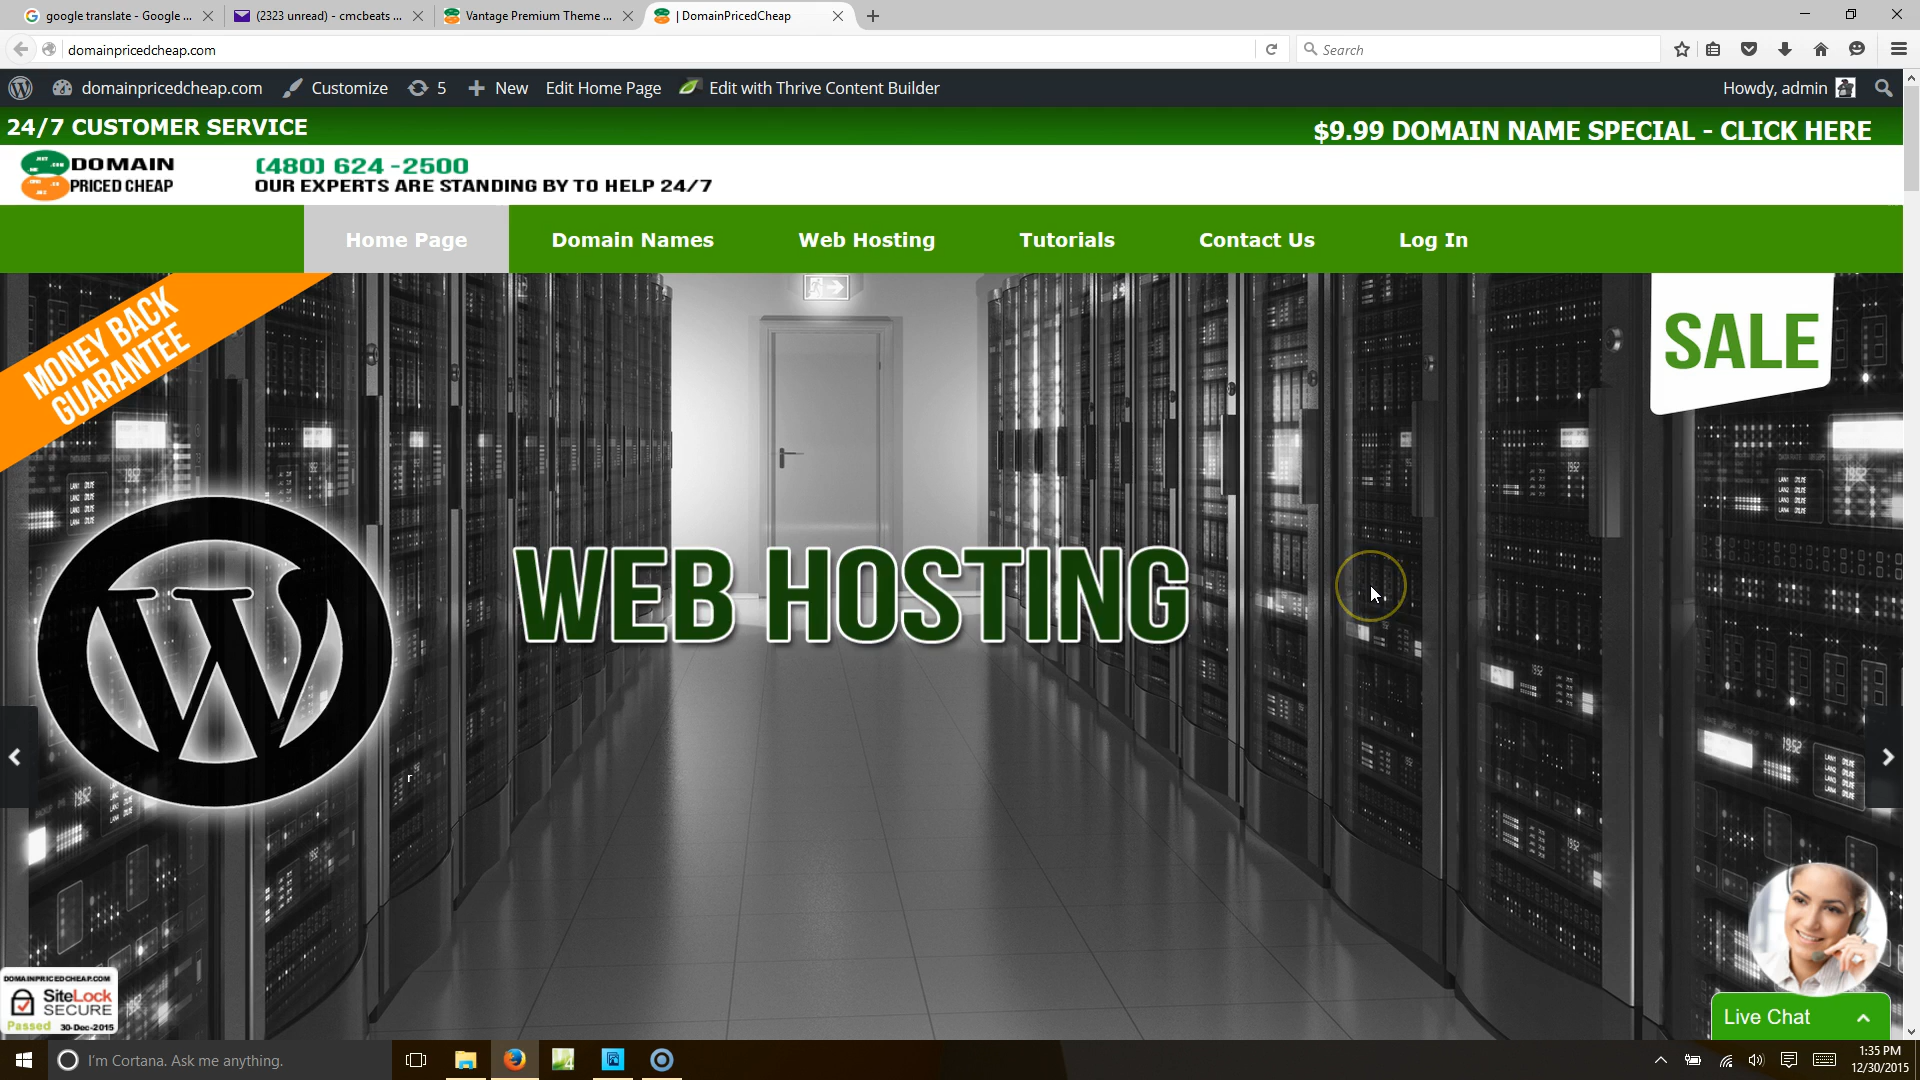 google translate - Google ...
(2323 unread) - cmcbeats ...
Vantage Premium Theme ...
| DomainPricedCheap
domainpricedcheap.com
Search
domainpricedcheap.com
Customize
5
New
Edit Home Page
Edit with Thrive Content Builder
Howdy, admin
24/7 CUSTOMER SERVICE
$9.99 DOMAIN NAME SPECIAL - CLICK HERE
DOMAIN
PRICED CHEAP
(480) 624-2500
OUR EXPERTS ARE STANDING BY TO HELP 24/7
Home Page
Domain Names
Web Hosting
Tutorials
Contact Us
Log In
MONEY BACK
GUARANTEE
SALE
WEB HOSTING
W
r
DOMAINPRICEDCHEAP.COM
SiteLock
SECURE
Passed 30-Dec-2015
Live Chat
I'm Cortana. Ask me anything.
1:35 PM
12/30/2015